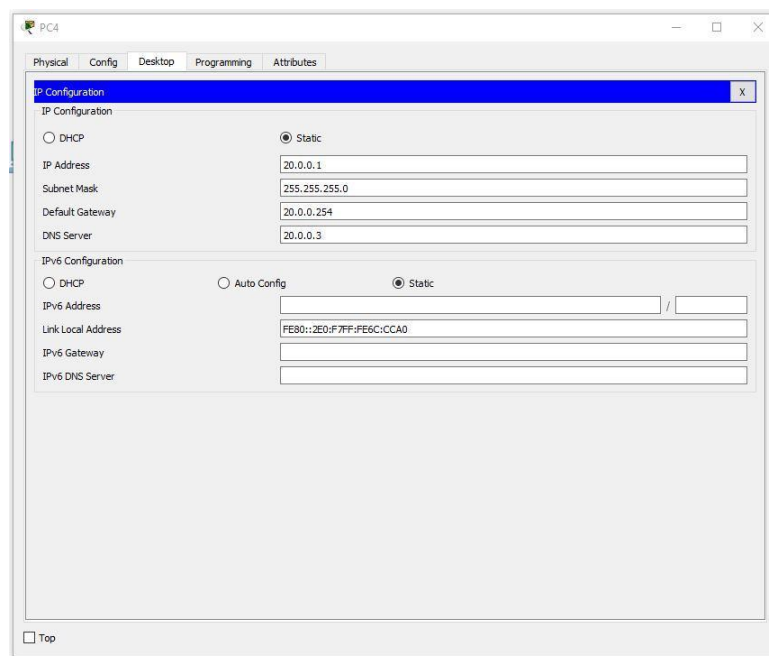 PC4
Physical Config Desktop Programming Attributes
IP Configuration X
IP Configuration
DHCP Static
IP Address 20.0.0.1
Subnet Mask 255.255.255.0
Default Gateway 20.0.0.254
DNS Server 20.0.0.3
IPv6 Configuration
DHCP Auto Config Static
IPv6 Address /
Link Local Address FE80::2E0:F7FF:FE6C:CCA0
IPv6 Gateway
IPv6 DNS Server
Top